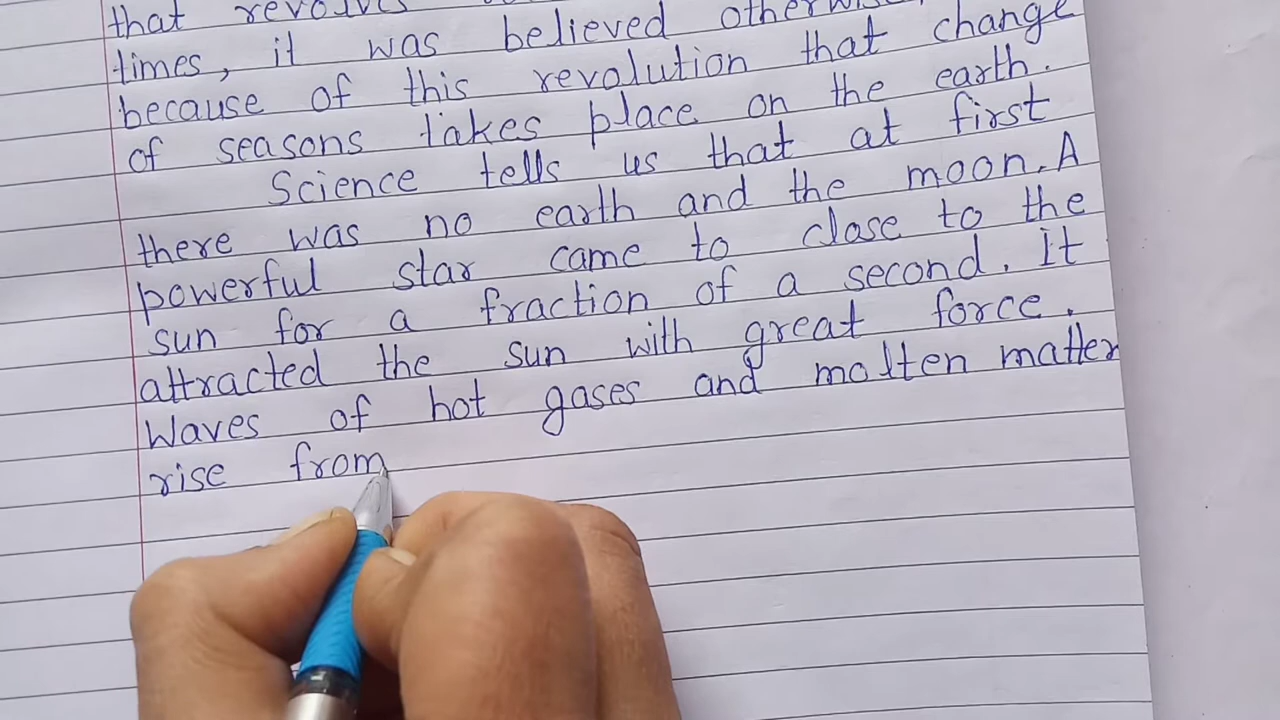 that revolves
times, it was believed otherwise.
because of this revolution that change
of seasons takes place on the earth.
Science tells us that at first
there was no earth and the moon. A
powerful star came to close to the
sun for a fraction of a second. It
attracted the sun with great force.
Waves of hot gases and molten matter
rise from